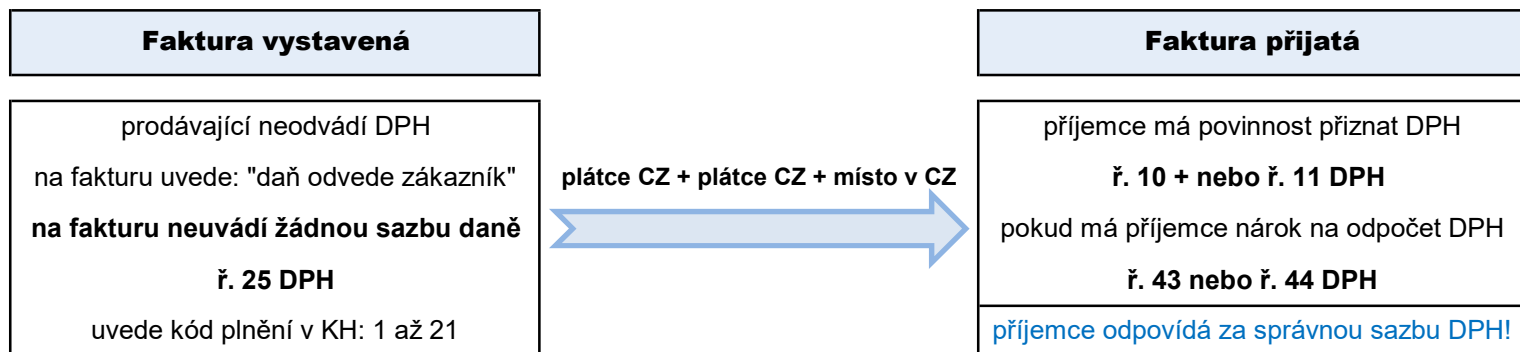 Faktura vystavená
prodávající neodvádí DPH
na fakturu uvede: "daň odvede zákazník"
na fakturu neuvádí žádnou sazbu daně
ř. 25 DPH
uvede kód plnění v KH: 1 až 21
plátce CZ + plátce CZ + místo v CZ
Faktura přijatá
příjemce má povinnost přiznat DPH
ř. 10 + nebo ř. 11 DPH
pokud má příjemce nárok na odpočet DPH
ř. 43 nebo ř. 44 DPH
příjemce odpovídá za správnou sazbu DPH!